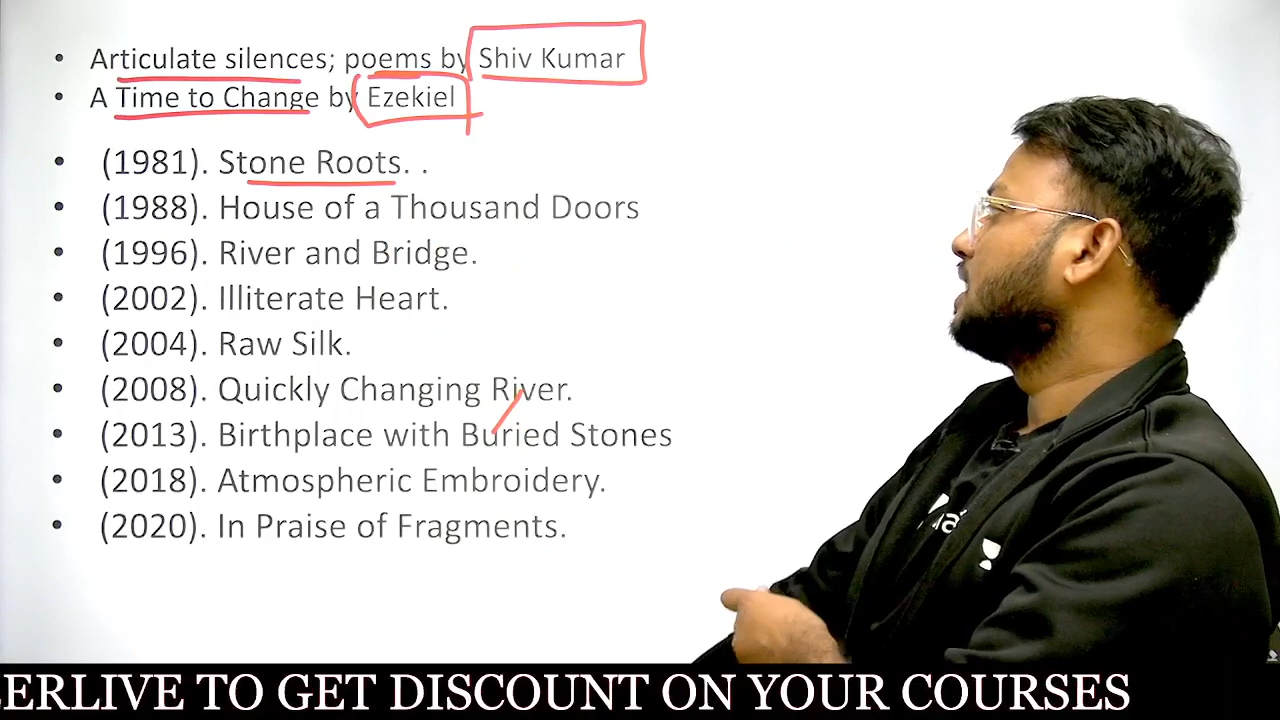 • Articulate silences; poems by Shiv Kumar
• A Time to Change by Ezekiel
• (1981). Stone Roots. .
• (1988). House of a Thousand Doors
• (1996). River and Bridge.
• (2002). Illiterate Heart.
• (2004). Raw Silk.
• (2008). Quickly Changing River.
• (2013). Birthplace with Buried Stones
• (2018). Atmospheric Embroidery.
• (2020). In Praise of Fragments.
ERLIVE TO GET DISCOUNT ON YOUR COURSES